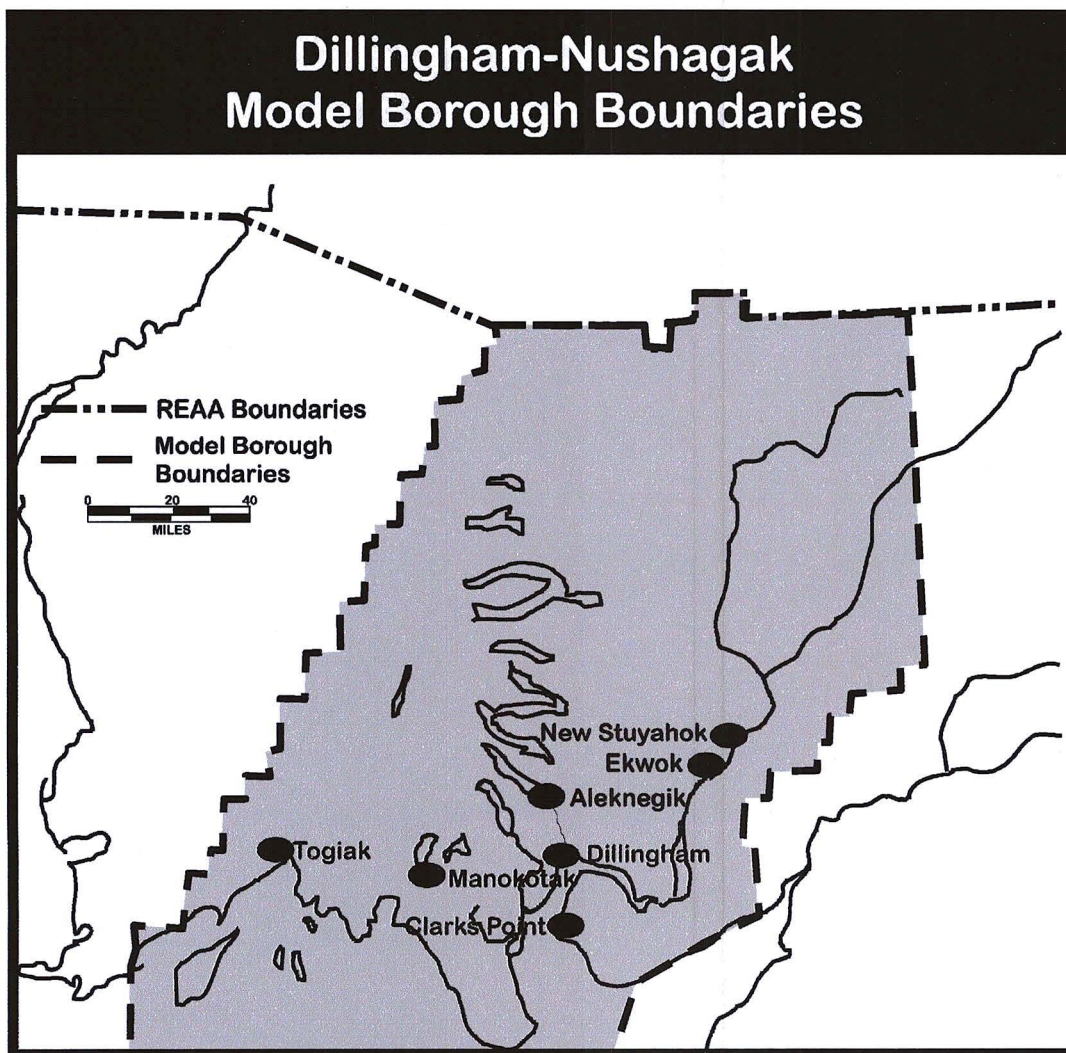 Dillingham-Nushagak
Model Borough Boundaries
REAA Boundaries
Model Borough
Boundaries
0 20 40
MILES
New Stuyahok
Ekwok
Aleknegik
Togiak
Dillingham
Manokotak
Clarks Point